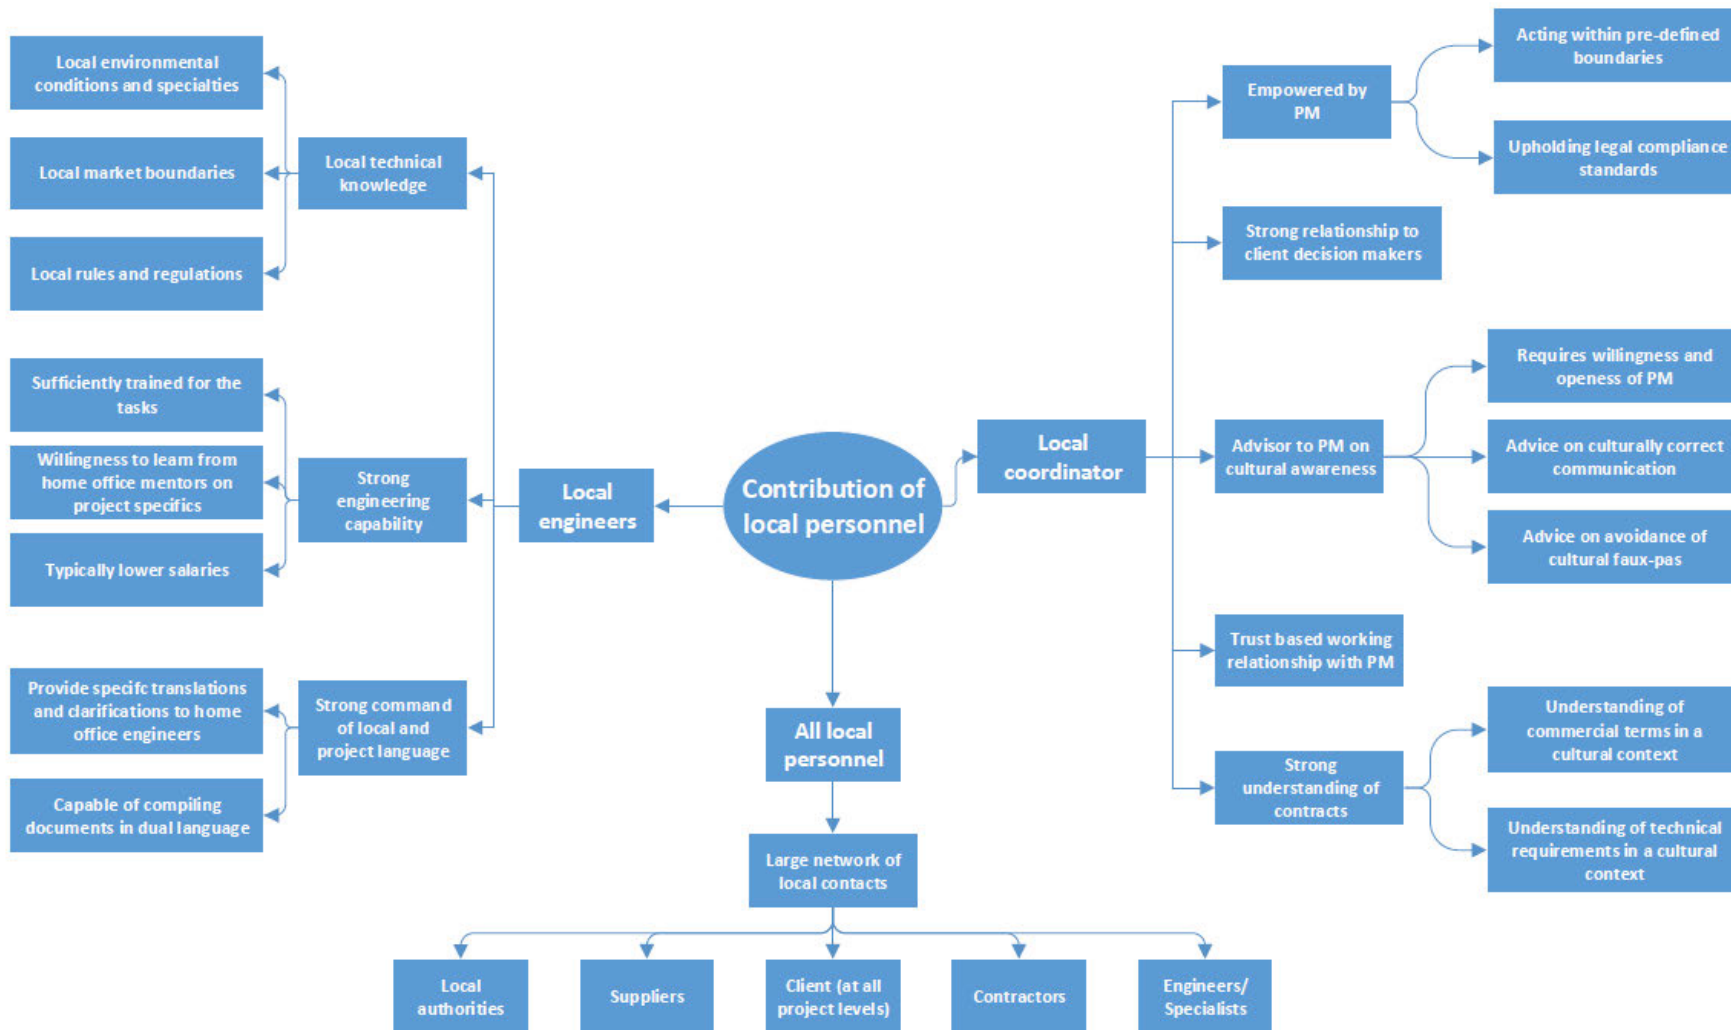 Local environmental
conditions and specialties
Local market boundaries
Local rules and regulations
Local technical
knowledge
Sufficiently trained for the
tasks
Willingness to learn from
home office mentors on
project specifics
Typically lower salaries
Strong
engineering
capability
Provide specifc translations
and clarifications to home
office engineers
Capable of compiling
documents in dual language
Strong command
of local and
project language
Local
engineers
Contribution of
local personnel
Local
coordinator
Empowered by
PM
Acting within pre-defined
boundaries
Upholding legal compliance
standards
Strong relationship to
client decision makers
Advisor to PM on
cultural awareness
Requires willingness and
openess of PM
Advice on culturally correct
communication
Advice on avoidance of
cultural faux-pas
Trust based working
relationship with PM
Strong
understanding of
contracts
Understanding of
commercial terms in a
cultural context
Understanding of technical
requirements in a cultural
context
All local
personnel
Large network of
local contacts
Local
authorities
Suppliers
Client (at all
project levels)
Contractors
Engineers/
Specialists